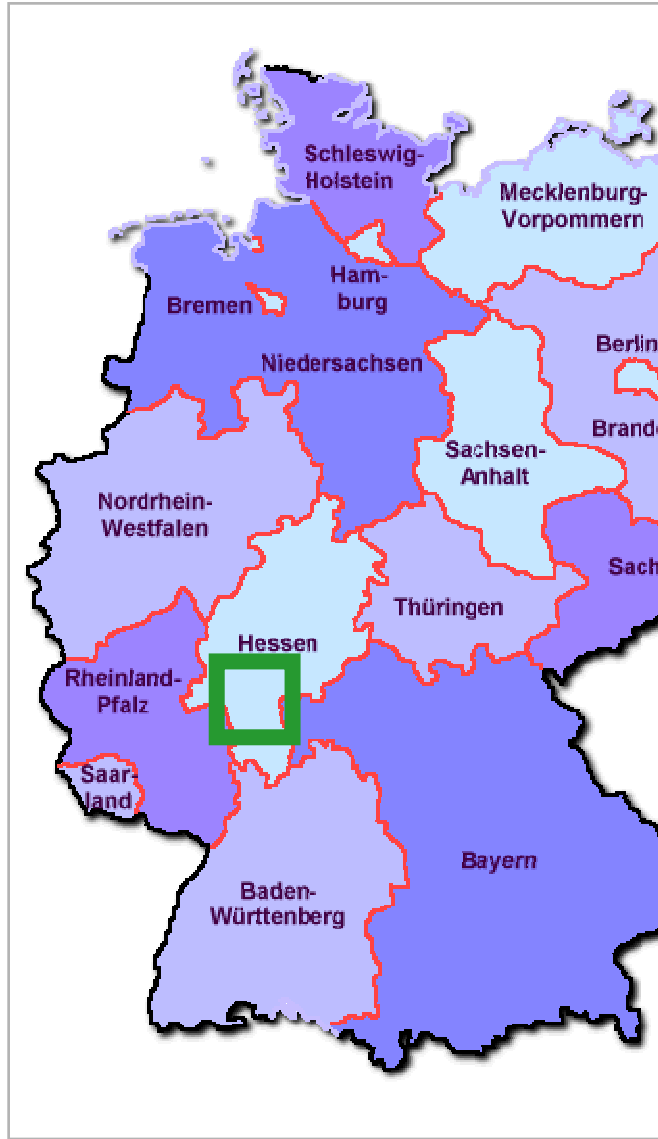 Schleswig-
Holstein
Mecklenburg-
Vorpommern
Ham-
burg
Bremen
Niedersachsen
Berlin
Brande
Sachsen-
Anhalt
Nordrhein-
Westfalen
Sach
Thüringen
Hessen
Rheinland-
Pfalz
Saar-
land
Bayern
Baden-
Württenberg